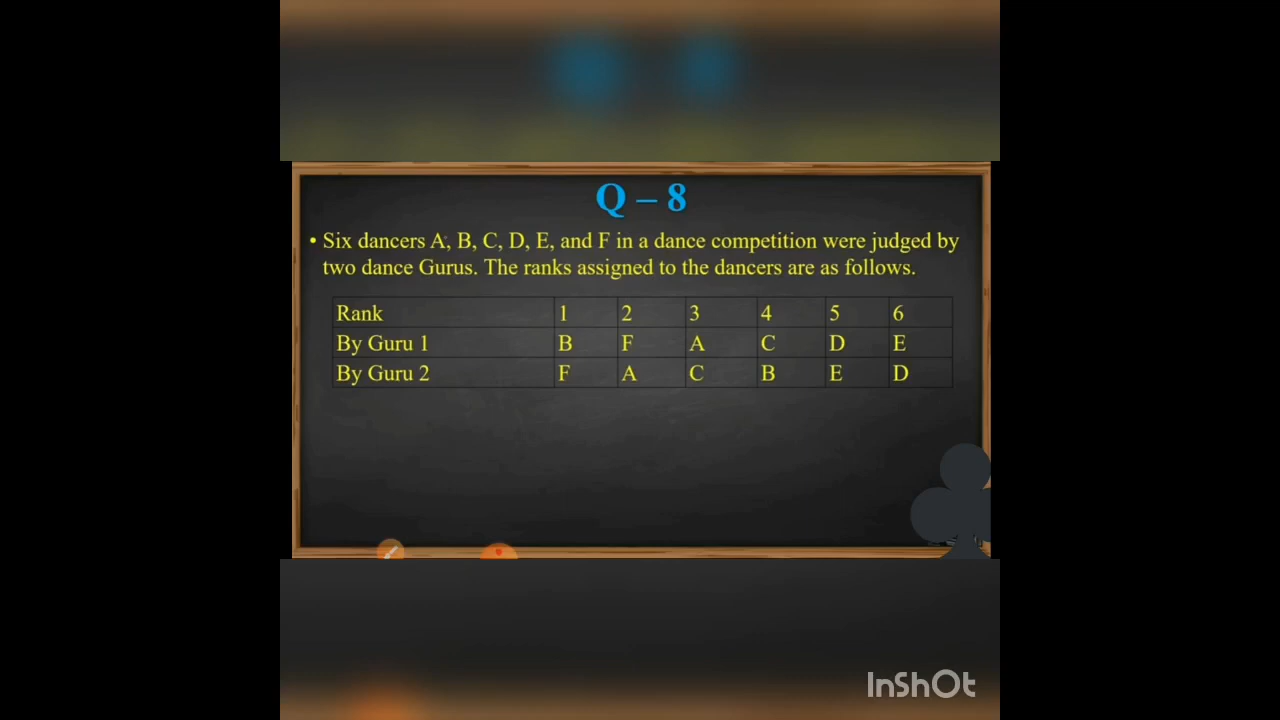 Q – 8
• Six dancers A, B, C, D, E, and F in a dance competition were judged by
two dance Gurus. The ranks assigned to the dancers are as follows.
Rank 1 2 3 4 5 6
By Guru 1 B F A C D E
By Guru 2 F A C B E D
InShOt